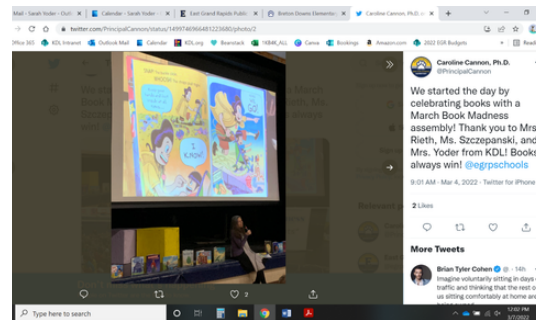 Mail - Sarah Yoder - Outl
Calendar - Sarah Yoder -
East Grand Rapids Public
Breton Downs Elementar
Caroline Cannon, Ph.D.
twitter.com/PrincipalCannon/status/1499746966481223680/photo/2
Office 365
KDL Intranet
Outlook Mail
Calendar
KDL.org
Beanstack
1KB4K_ALL
Canva
Bookings
Amazon.com
2022 EGR Budgets
Caroline Cannon, Ph.D.
@PrincipalCannon
We started the day by
celebrating books with a
March Book Madness
assembly! Thank you to Mrs
Rieth, Ms. Szczepanski, and
Mrs. Yoder from KDL! Books
always win! @egrpschools
9:01 AM · Mar 4, 2022 · Twitter for iPhone
2 Likes
More Tweets
Brian Tyler Cohen @ · 14h
Imagine voluntarily sitting in days
traffic and thinking that the rest o
us sitting comfortably at home are
I
KNOW!
2
Type here to search
12:02 PM
3/7/2022